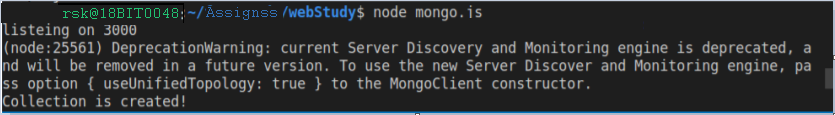 rsk@18BIT0048:~/Assignss/webStudy$ node mongo.js
listeing on 3000
(node:25561) DeprecationWarning: current Server Discovery and Monitoring engine is deprecated, a
nd will be removed in a future version. To use the new Server Discover and Monitoring engine, pa
ss option { useUnifiedTopology: true } to the MongoClient constructor.
Collection is created!